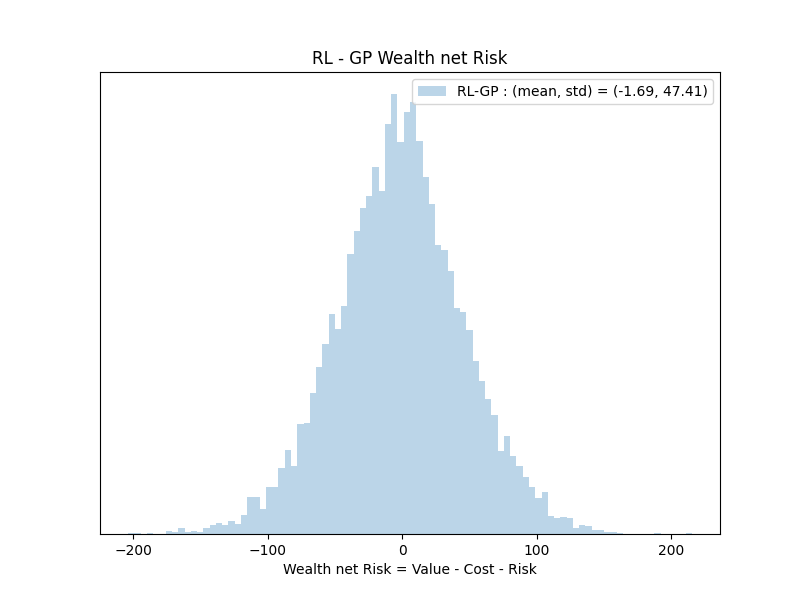 RL - GP Wealth net Risk
RL-GP : (mean, std) = (-1.69, 47.41)
−200 −100 0 100 200
Wealth net Risk = Value - Cost - Risk